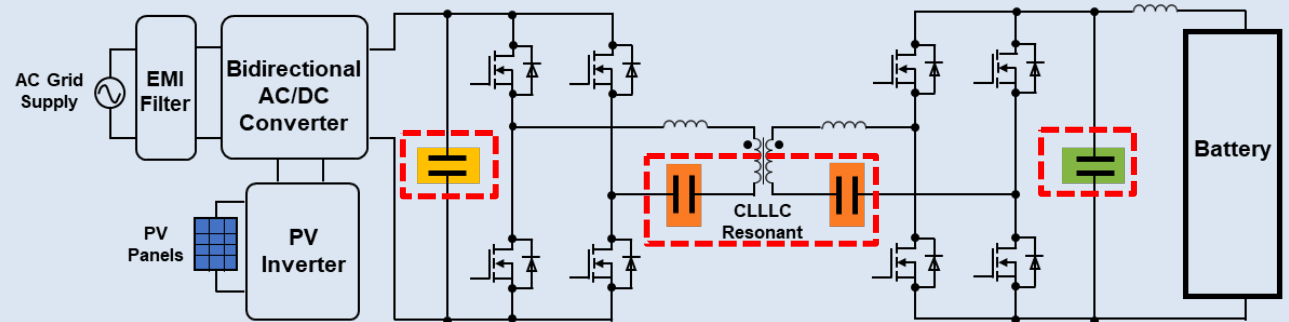 AC Grid
Supply
EMI
Filter
Bidirectional
AC/DC
Converter
PV
Panels
PV
Inverter
CLLLC
Resonant
Battery